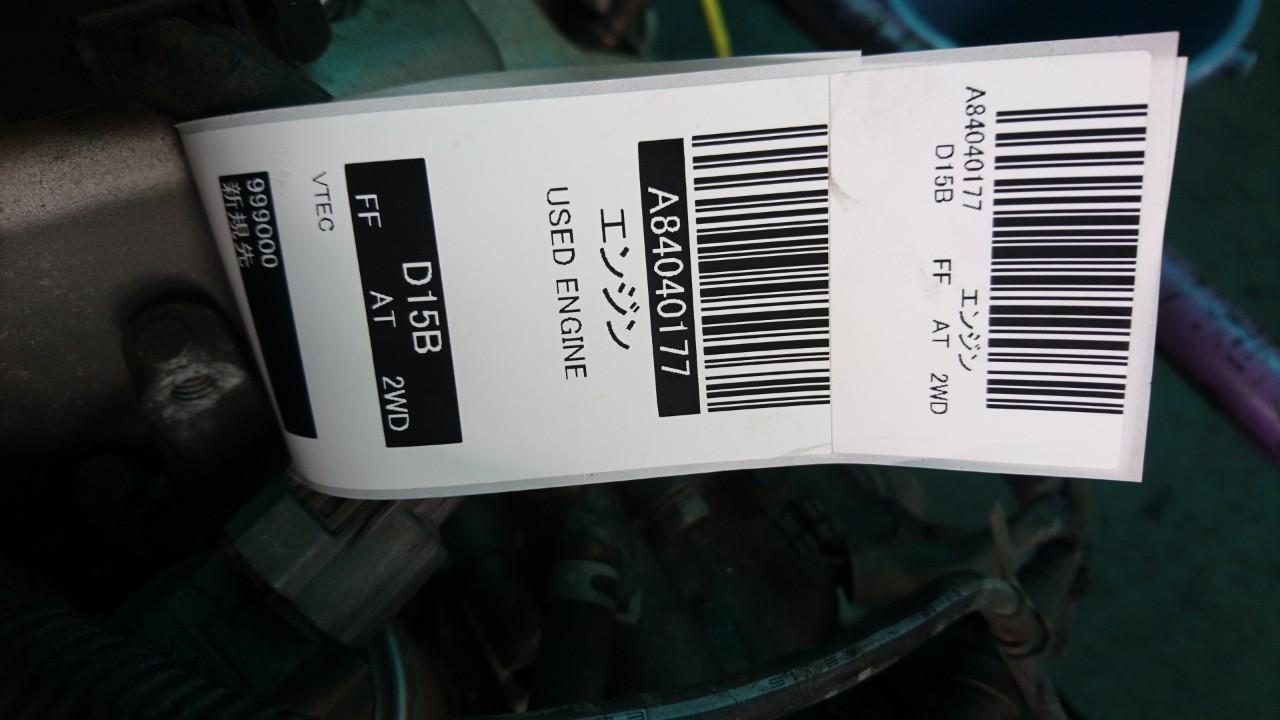 A84040177 エンジン
D15B FF AT 2WD
A84040177
エンジン
USED ENGINE
D15B
FF AT 2WD
VTEC
999000
新規先